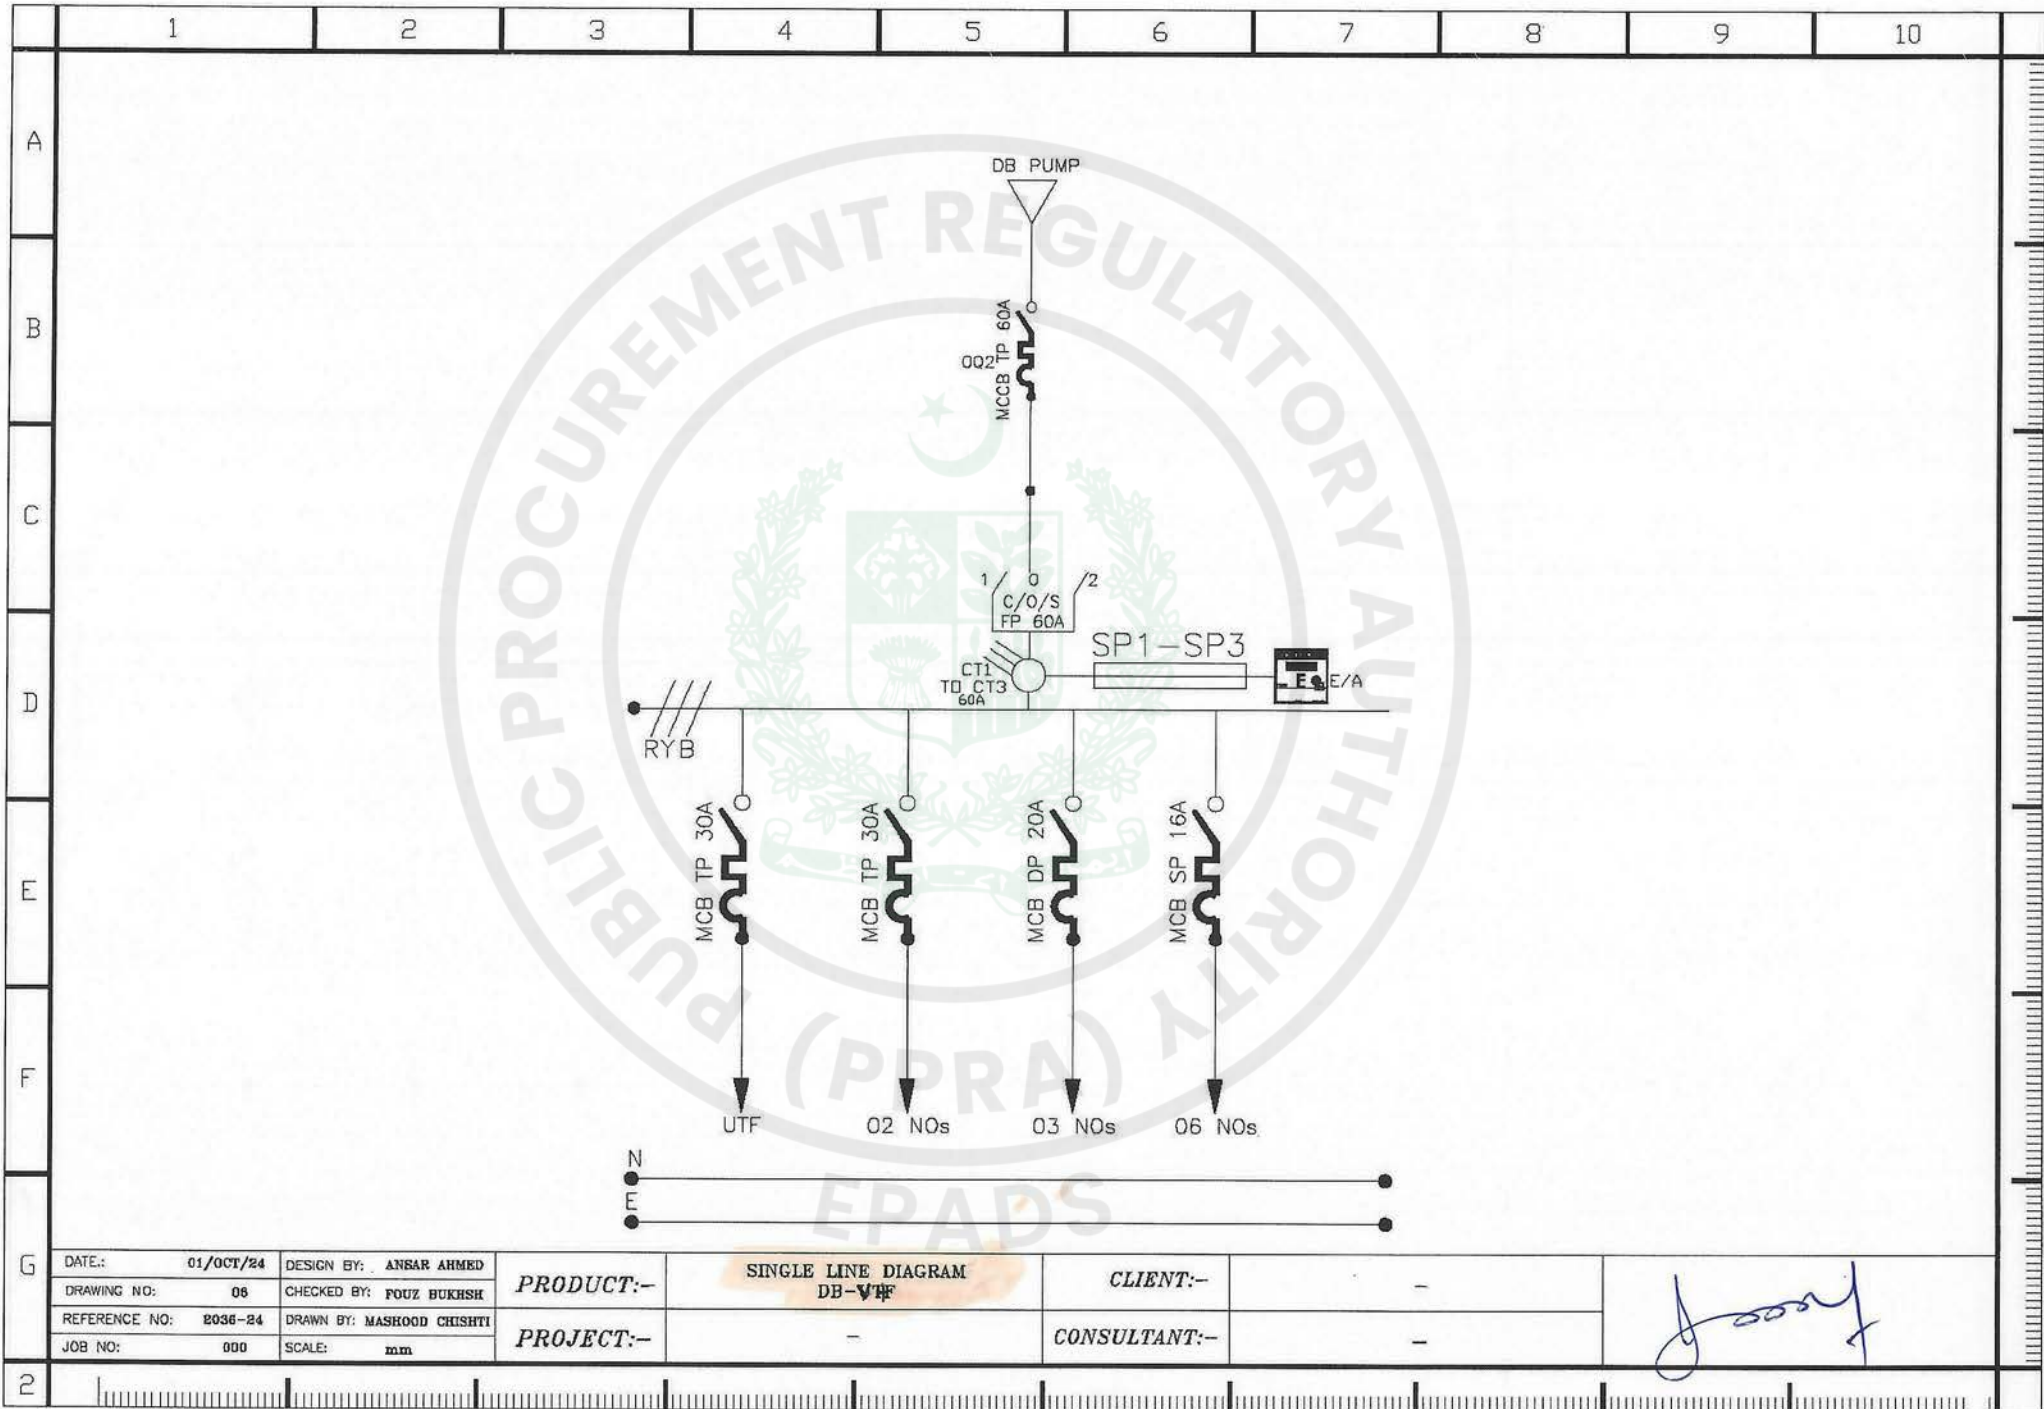 1 2 3 4 5 6 7 8 9 10
A
B
C
D
E
F
G
2
PUBLIC PROCUREMENT REGULATORY AUTHORITY
(PPRA)
EPADS
DB PUMP
0Q2
MCCB TP 60A
1 0 2
C/O/S
FP 60A
CT1
TO CT3
60A
SP1-SP3
E
E/A
RYB
MCB TP 30A
MCB TP 30A
MCB DP 20A
MCB SP 16A
UTF
02 NOs
03 NOs
06 NOs.
N
E
DATE.: 01/OCT/24
DESIGN BY: ANSAR AHMED
DRAWING NO: 06
CHECKED BY: FOUZ BUKHSH
REFERENCE NO: 2036-24
DRAWN BY: MASHOOD CHISHTI
JOB NO: 000
SCALE: mm
PRODUCT:-
SINGLE LINE DIAGRAM
CLIENT:- -
PROJECT:- -
CONSULTANT:- -